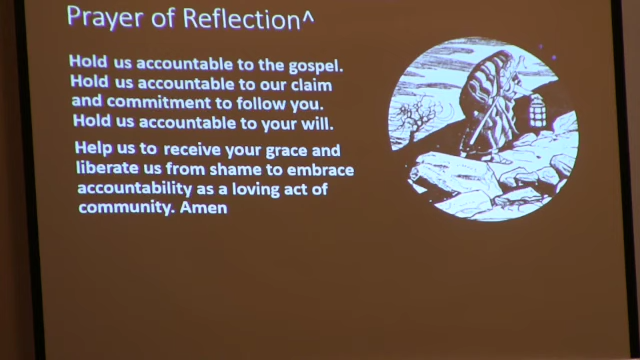 Prayer of Reflection^
Hold us accountable to the gospel.
Hold us accountable to our claim
and commitment to follow you.
Hold us accountable to your will.
Help us to receive your grace and
liberate us from shame to embrace
accountability as a loving act of
community. Amen